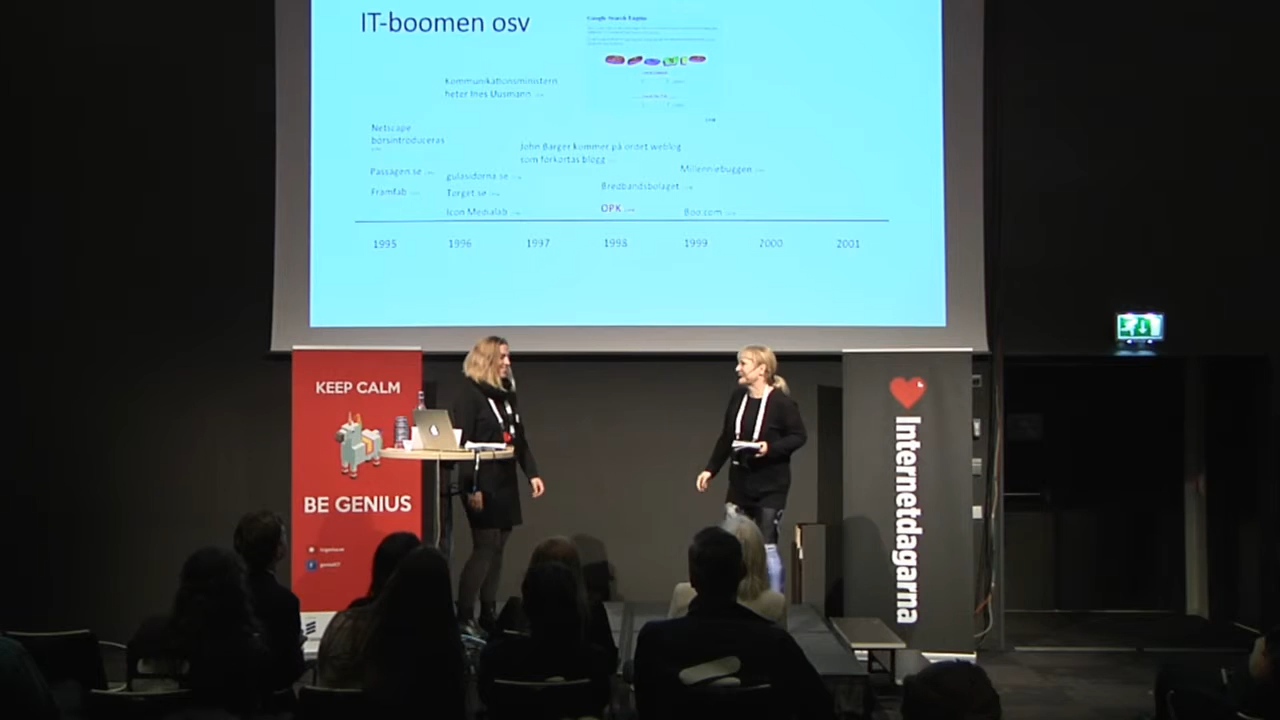 IT-boomen osv
Google Search Engine
Kommunikationsministern
heter Ines Uusmann
Netscape
börsintroduceras
John Barger kommer på ordet weblog
som förkortas blogg
Millenniebuggen
Passagen.se
gulasidorna.se
Bredbandsbolaget
Framfab
Torget.se
Icon Medialab
OPK
Boo.com
1995
1996
1997
1998
1999
2000
2001
KEEP CALM
BE GENIUS
Internetdagarna